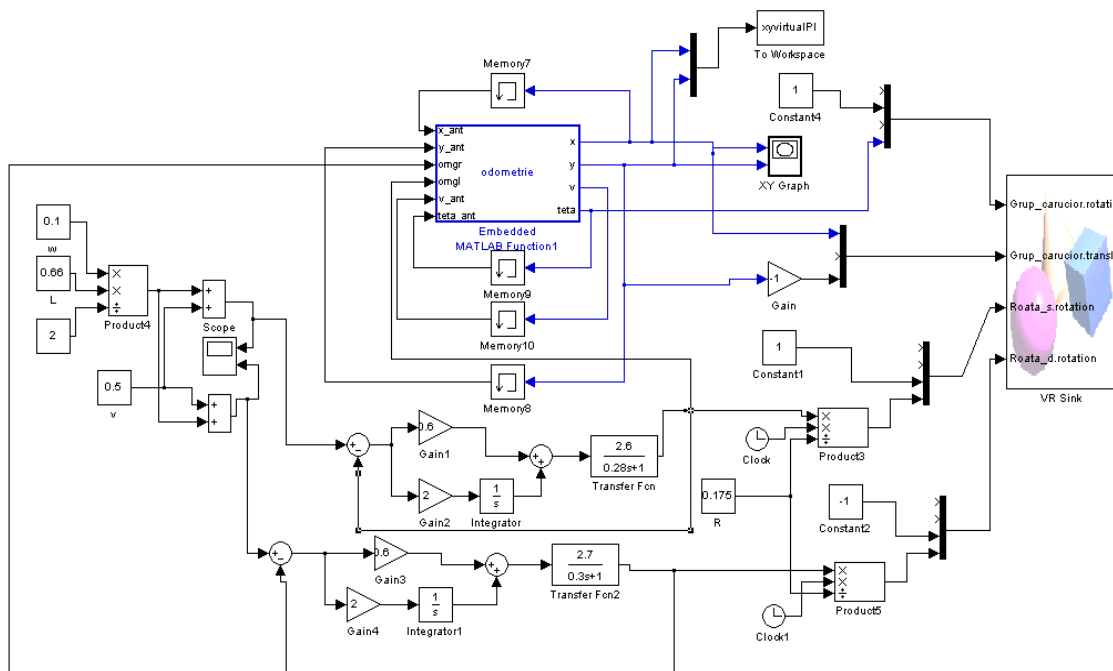 xyvirtualPI
To Workspace
Memory7
1
Constant4
x_ant
y_ant
omgr
omgl
v_ant
teta_ant
odometrie
x
y
v
teta
Embedded
MATLAB Function1
XY Graph
Grup_carucior.rotati
Grup_carucior.transl
Roata_s.rotation
Roata_d.rotation
VR Sink
0.1
w
0.66
L
2
Product4
+
+
Scope
0.5
v
+
+
Memory9
Memory10
Memory8
-1
Gain
1
Constant1
0.6
Gain1
2
Gain2
1
s
Integrator
2.6
0.28s+1
Transfer Fcn
Clock
×
×
÷
Product3
0.175
R
-1
Constant2
0.6
Gain3
2
Gain4
1
s
Integrator1
2.7
0.3s+1
Transfer Fcn2
Clock1
×
×
÷
Product5